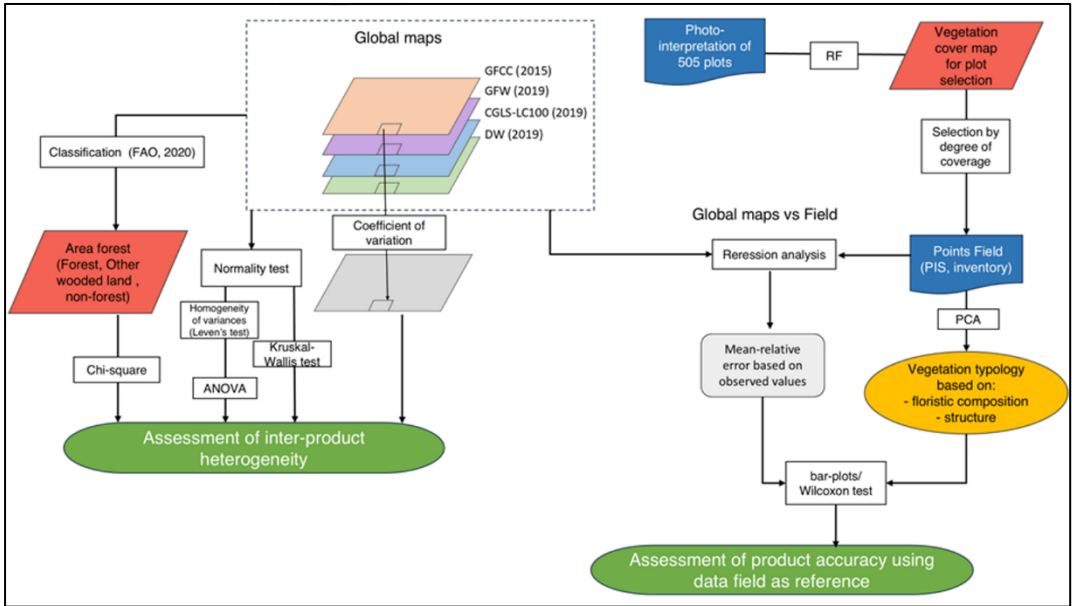 Global maps
GFCC (2015)
GFW (2019)
CGLS-LC100 (2019)
DW (2019)
Classification (FAO, 2020)
Area forest
(Forest, Other
wooded land ,
non-forest)
Chi-square
Normality test
Homogeneity
of variances
(Leven's test)
ANOVA
Kruskal-
Wallis test
Coefficient of
variation
Assessment of inter-product
heterogeneity
Photo-
interpretation of
505 plots
RF
Vegetation
cover map
for plot
selection
Selection by
degree of
coverage
Global maps vs Field
Reression analysis
Points Field
(PIS, inventory)
PCA
Mean-relative
error based on
observed values
Vegetation typology
based on:
- floristic composition
- structure
bar-plots/
Wilcoxon test
Assessment of product accuracy using
data field as reference